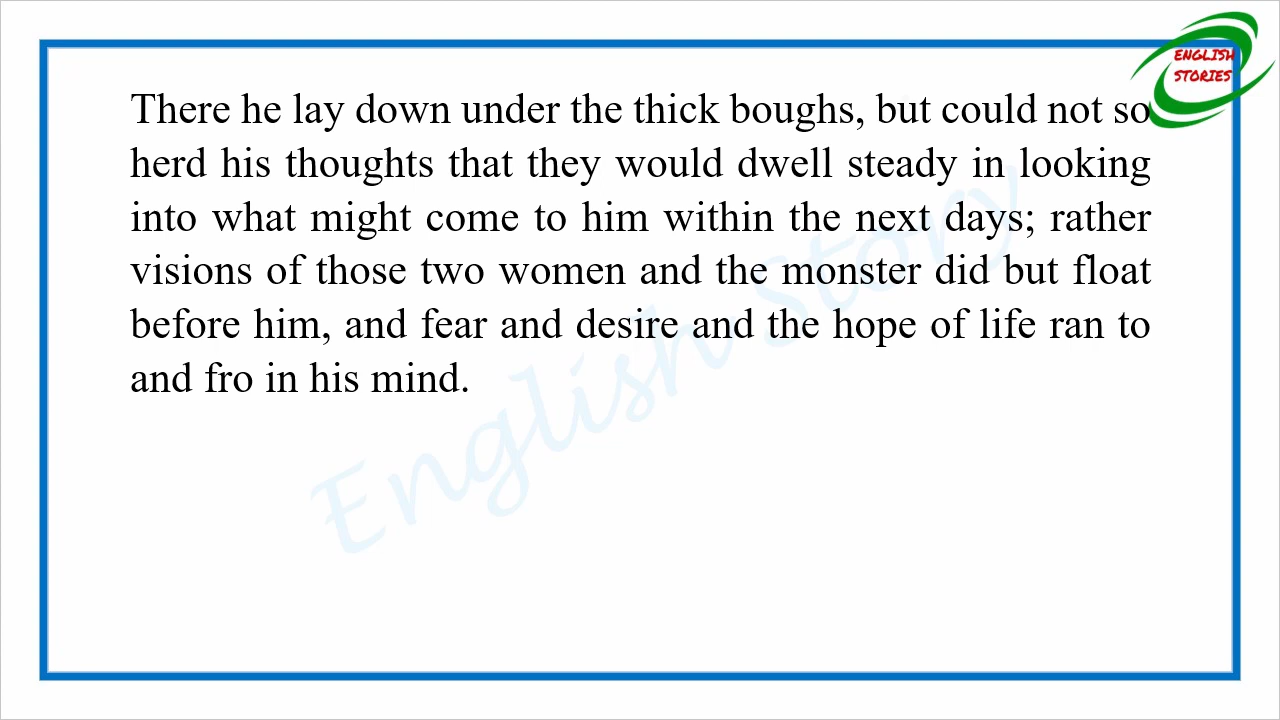 ENGLISH
STORIES
There he lay down under the thick boughs, but could not so
herd his thoughts that they would dwell steady in looking
into what might come to him within the next days; rather
visions of those two women and the monster did but float
before him, and fear and desire and the hope of life ran to
and fro in his mind.
English Story